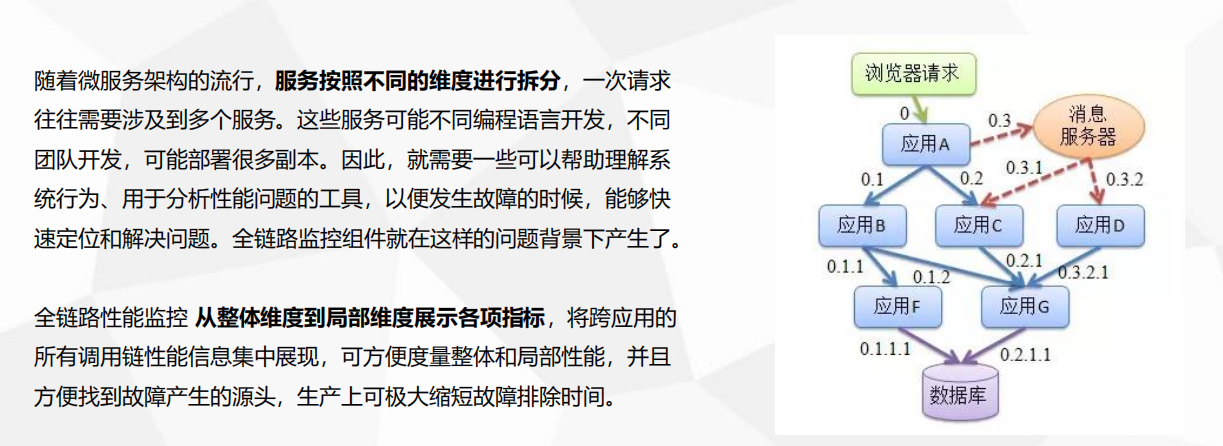 随着微服务架构的流行，服务按照不同的维度进行拆分，一次请求
往往需要涉及到多个服务。这些服务可能不同编程语言开发，不同
团队开发，可能部署很多副本。因此，就需要一些可以帮助理解系
统行为、用于分析性能问题的工具，以便发生故障的时候，能够快
速定位和解决问题。全链路监控组件就在这样的问题背景下产生了。
全链路性能监控 从整体维度到局部维度展示各项指标，将跨应用的
所有调用链性能信息集中展现，可方便度量整体和局部性能，并且
方便找到故障产生的源头，生产上可极大缩短故障排除时间。
浏览器请求
0
0.3
消息
服务器
应用A
0.1
0.2
0.3.1
0.3.2
应用B
应用C
应用D
0.1.1
0.1.2
0.2.1
0.3.2.1
应用F
应用G
0.1.1.1
0.2.1.1
数据库